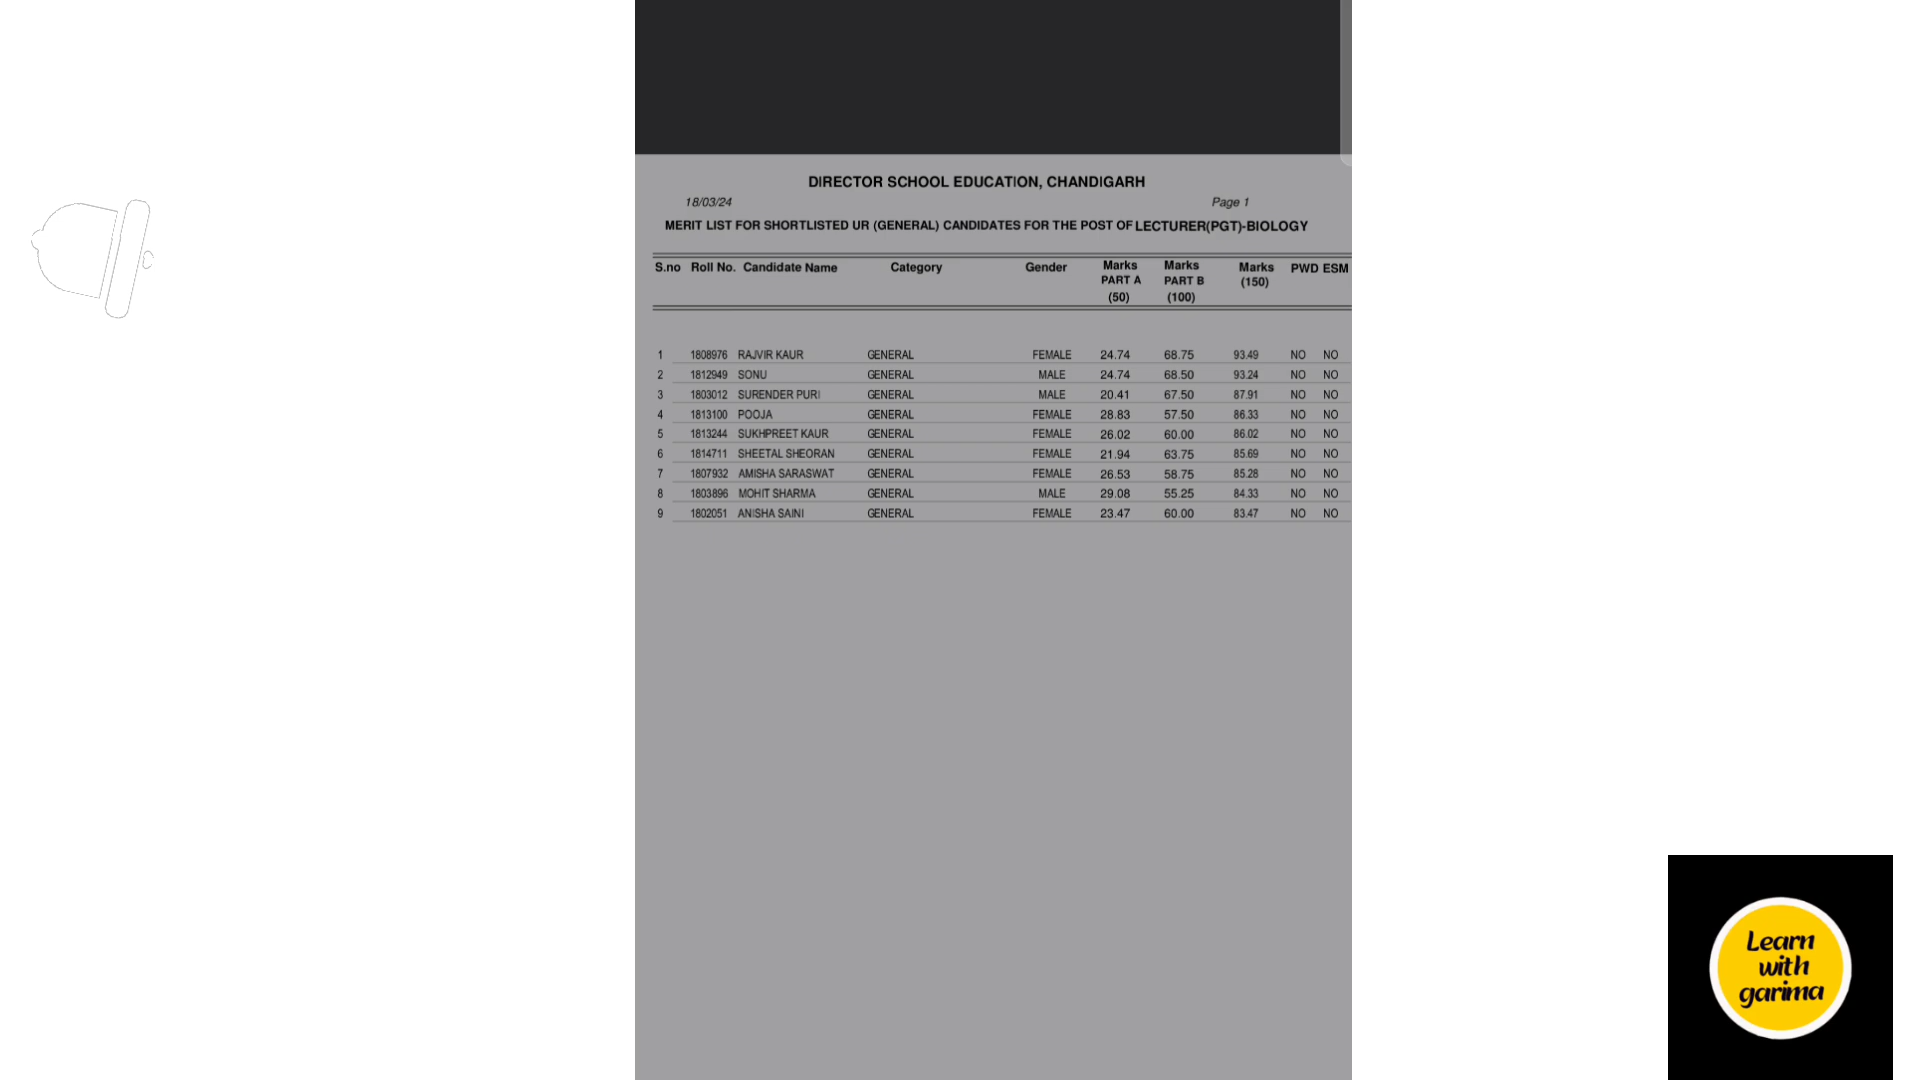 DIRECTOR SCHOOL EDUCATION, CHANDIGARH
18/03/24 Page 1
MERIT LIST FOR SHORTLISTED UR (GENERAL) CANDIDATES FOR THE POST OF LECTURER(PGT)-BIOLOGY
S.no Roll No. Candidate Name Category Gender Marks Marks Marks PWD ESM
PART A PART B (150)
(50) (100)
1 1808976 RAJVIR KAUR GENERAL FEMALE 24.74 68.75 93.49 NO NO
2 1812949 SONU GENERAL MALE 24.74 68.50 93.24 NO NO
3 1803012 SURENDER PURI GENERAL MALE 20.41 67.50 87.91 NO NO
4 1813100 POOJA GENERAL FEMALE 28.83 57.50 86.33 NO NO
5 1813244 SUKHPREET KAUR GENERAL FEMALE 26.02 60.00 86.02 NO NO
6 1814711 SHEETAL SHEORAN GENERAL FEMALE 21.94 63.75 85.69 NO NO
7 1807932 AMISHA SARASWAT GENERAL FEMALE 26.53 58.75 85.28 NO NO
8 1803896 MOHIT SHARMA GENERAL MALE 29.08 55.25 84.33 NO NO
9 1802051 ANISHA SAINI GENERAL FEMALE 23.47 60.00 83.47 NO NO
Learn
with
garima